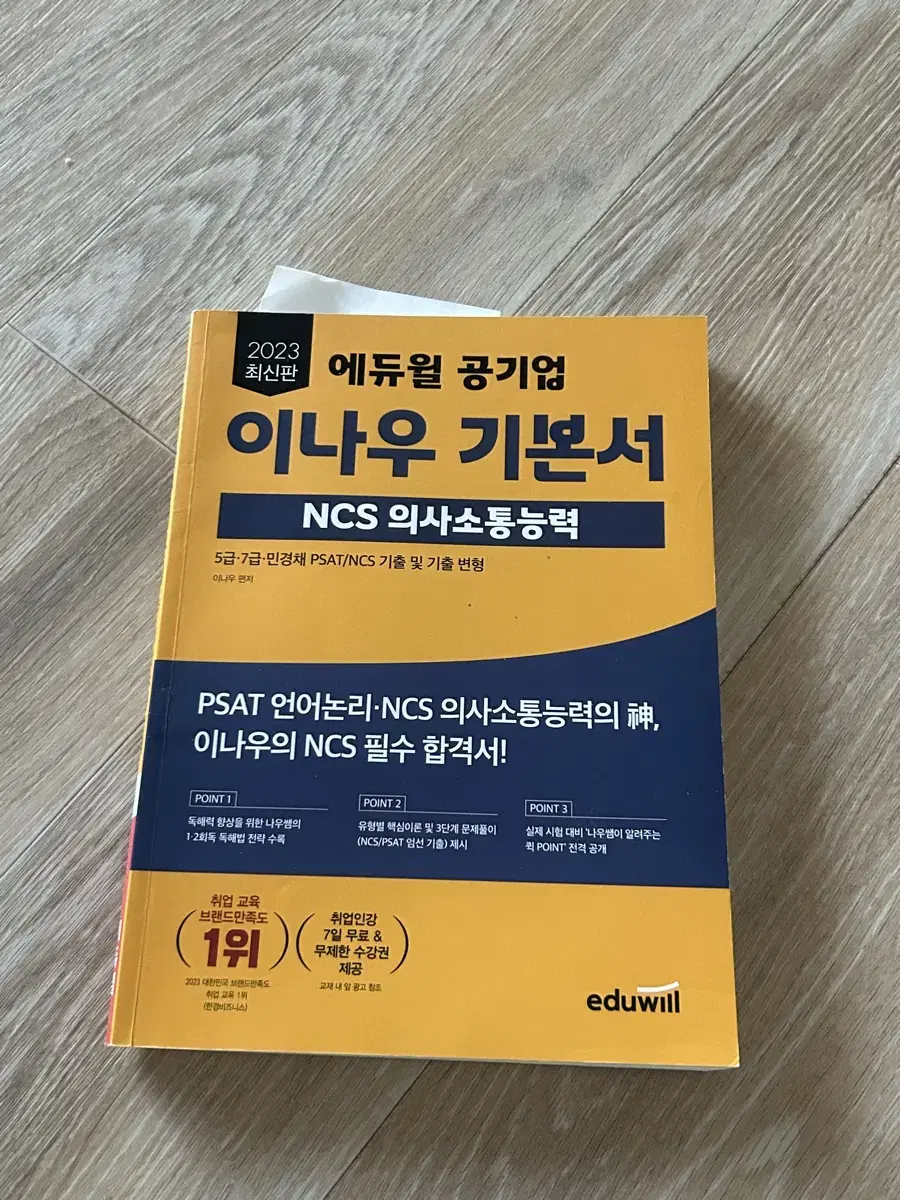 2023
최신판
에듀윌 공기업
이나우 기본서
NCS 의사소통능력
5급·7급·민경채 PSAT/NCS 기출 및 기출 변형
이나우 편저
PSAT 언어논리·NCS 의사소통능력의 神,
이나우의 NCS 필수 합격서!
POINT 1
독해력 향상을 위한 나우쌤의
1·2회독 독해법 전략 수록
POINT 2
유형별 핵심이론 및 3단계 문제풀이
(NCS/PSAT 엄선 기출) 제시
POINT 3
실제 시험 대비 '나우쌤이 알려주는
퀵 POINT' 전격 공개
취업 교육
브랜드만족도
1위
2023 대한민국 브랜드만족도
취업 교육 1위
(한경비즈니스)
취업인강
7일 무료 &
무제한 수강권
제공
교재 내 앞 광고 참조
eduwill